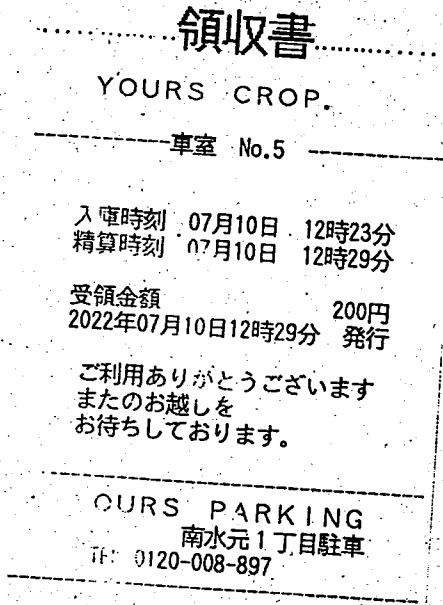 領収書
YOURS CROP.
車室 No.5
入庫時刻 07月10日 12時23分
精算時刻 07月10日 12時29分
受領金額 200円
2022年07月10日12時29分 発行
ご利用ありがとうございます
またのお越しを
お待ちしております。
OURS PARKING
南水元1丁目駐車
0120-008-897